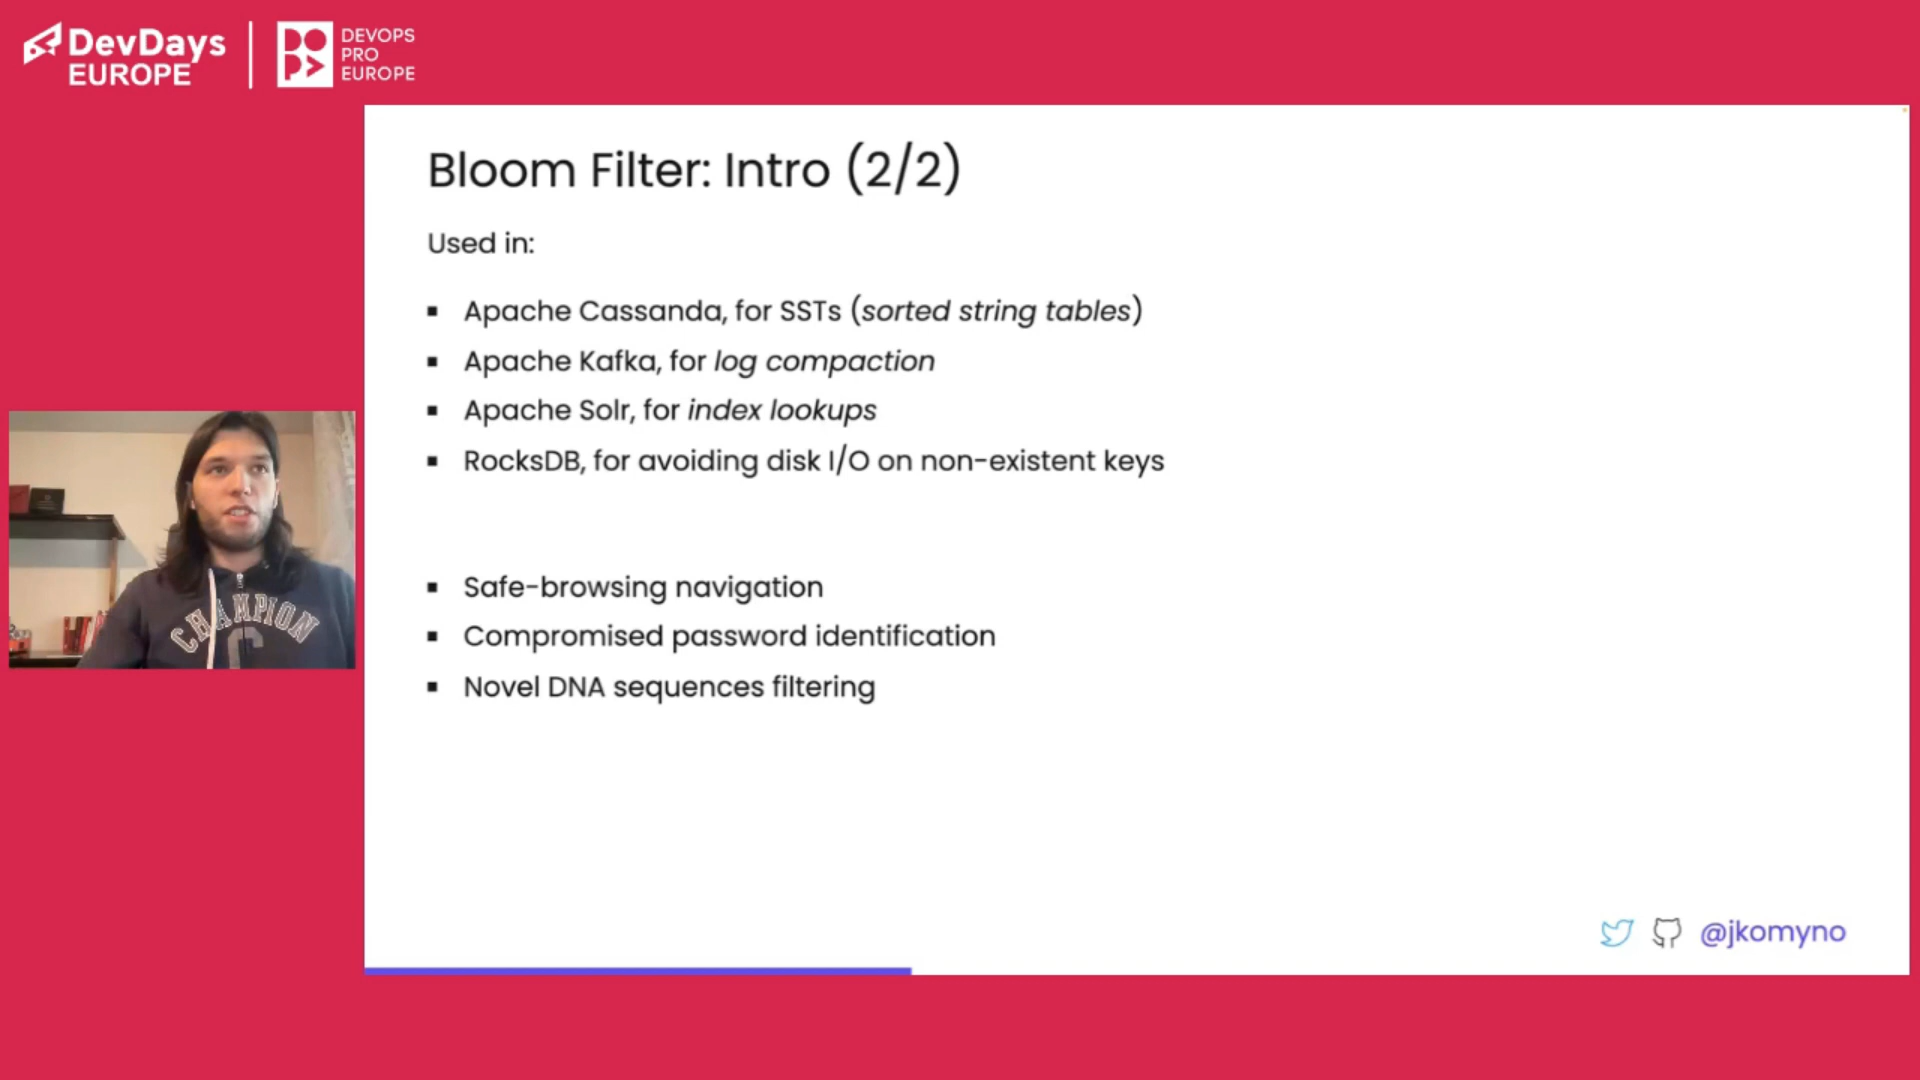 DevDays
EUROPE
DEVOPS
PRO
EUROPE
Bloom Filter: Intro (2/2)
Used in:
▪ Apache Cassanda, for SSTs (sorted string tables)
▪ Apache Kafka, for log compaction
▪ Apache Solr, for index lookups
▪ RocksDB, for avoiding disk I/O on non-existent keys
▪ Safe-browsing navigation
▪ Compromised password identification
▪ Novel DNA sequences filtering
CHAMPION
C
@jkomyno